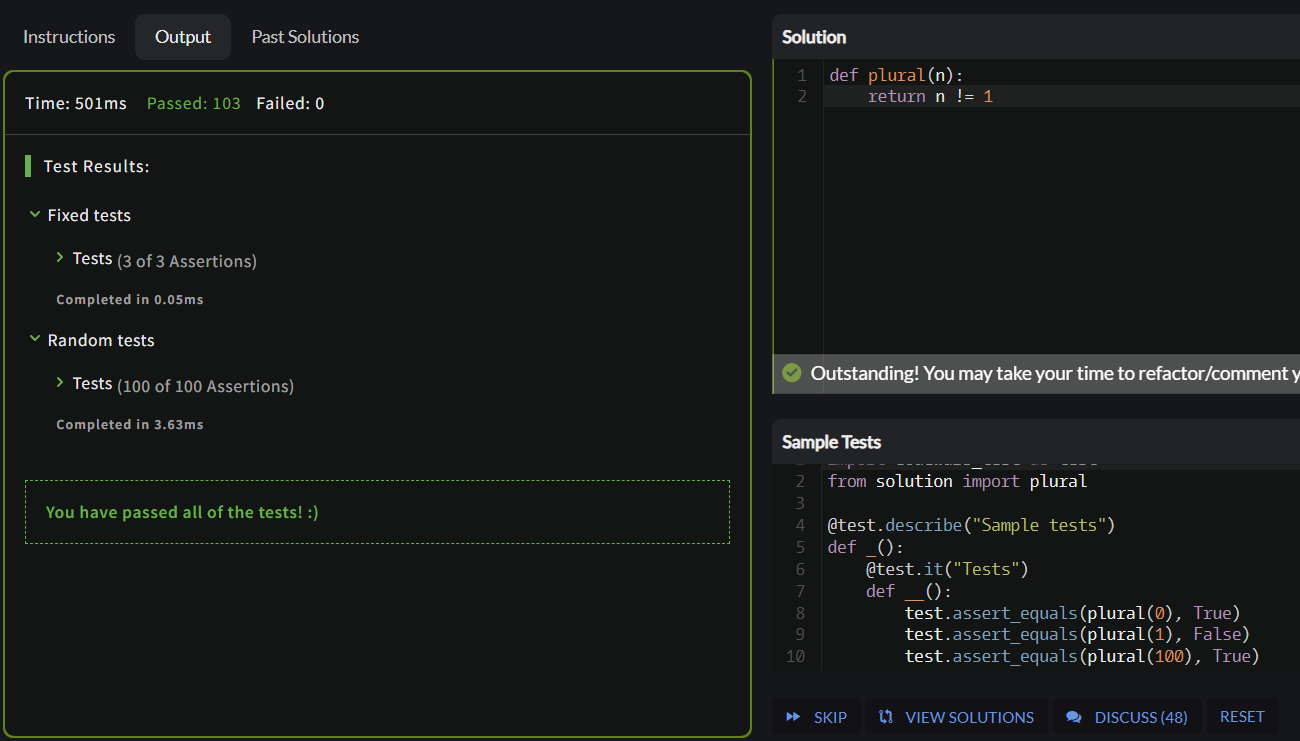 Instructions
Output
Past Solutions
Time: 501ms Passed: 103 Failed: 0
Test Results:
Fixed tests
Tests (3 of 3 Assertions)
Completed in 0.05ms
Random tests
Tests (100 of 100 Assertions)
Completed in 3.63ms
You have passed all of the tests! :)
Solution
1 def plural(n):
2     return n != 1
Outstanding! You may take your time to refactor/comment y
Sample Tests
2 from solution import plural
3
4 @test.describe("Sample tests")
5 def _():
6     @test.it("Tests")
7     def __():
8         test.assert_equals(plural(0), True)
9         test.assert_equals(plural(1), False)
10         test.assert_equals(plural(100), True)
SKIP
VIEW SOLUTIONS
DISCUSS (48)
RESET